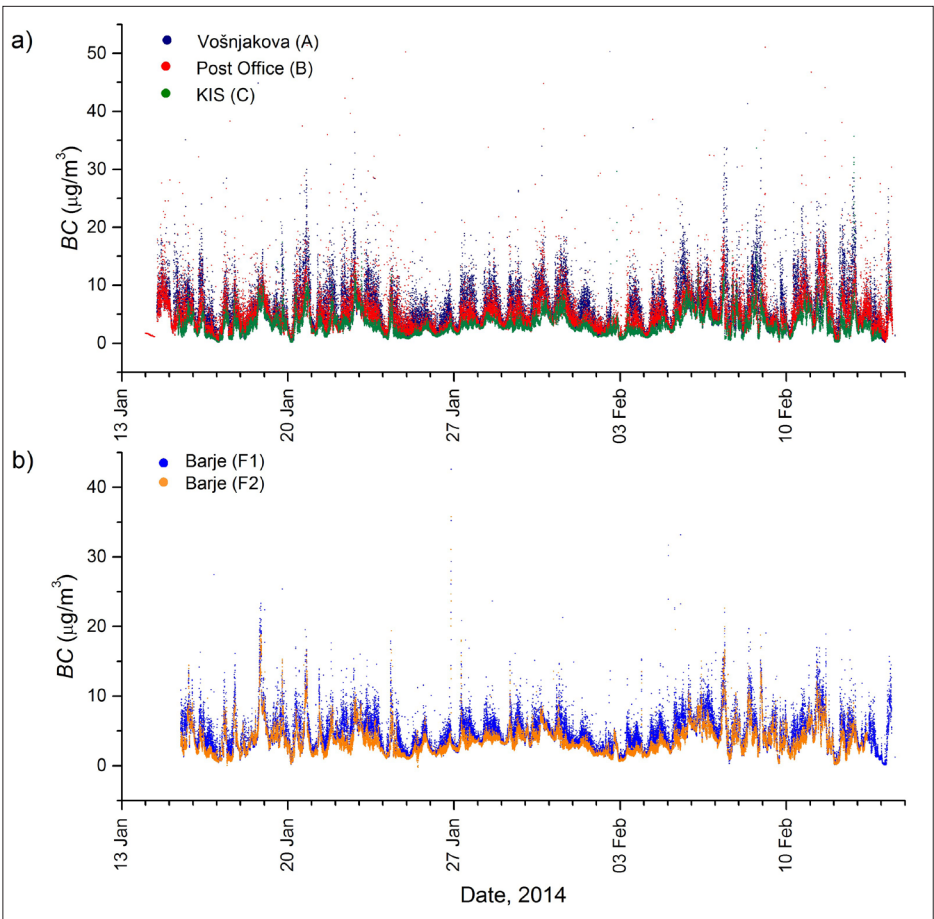 a)
Vošnjakova (A)
Post Office (B)
KIS (C)
BC (μg/m³)
50
40
30
20
10
0
13 Jan
20 Jan
27 Jan
03 Feb
10 Feb
b)
Barje (F1)
Barje (F2)
BC (μg/m³)
40
30
20
10
0
13 Jan
20 Jan
27 Jan
03 Feb
10 Feb
Date, 2014